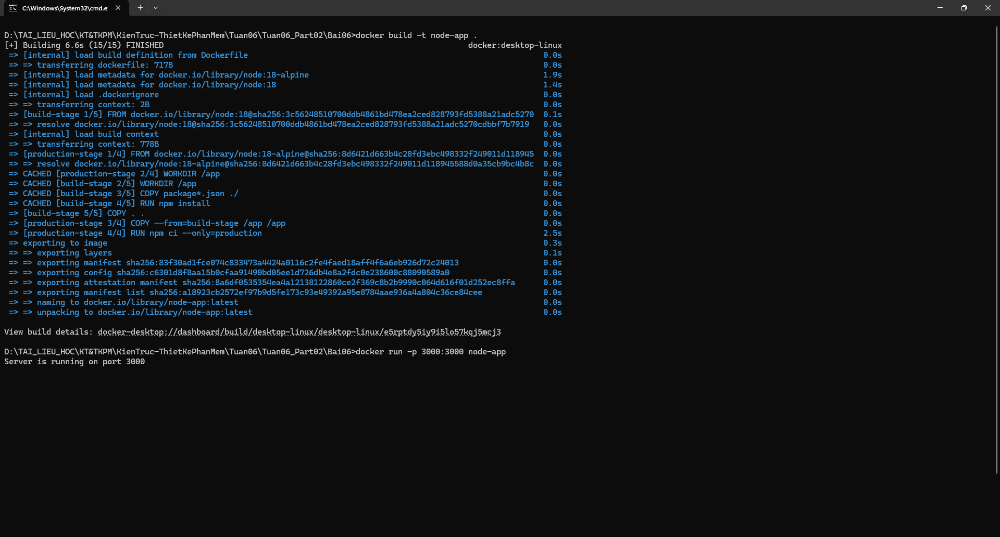 C:\Windows\System32\cmd.e
D:\TAI_LIEU_HOC\KT&TKPM\KienTruc-ThietKePhanMem\Tuan06\Tuan06_Part02\Bai06>docker build -t node-app .
[+] Building 6.6s (15/15) FINISHED docker:desktop-linux
=> [internal] load build definition from Dockerfile 0.0s
=> => transferring dockerfile: 717B 0.0s
=> [internal] load metadata for docker.io/library/node:18-alpine 1.9s
=> [internal] load metadata for docker.io/library/node:18 1.4s
=> [internal] load .dockerignore 0.0s
=> => transferring context: 2B 0.0s
=> [build-stage 1/5] FROM docker.io/library/node:18@sha256:3c56248510700ddb4861bd478ea2ced828793fd5388a21adc5270 0.1s
=> => resolve docker.io/library/node:18@sha256:3c56248510700ddb4861bd478ea2ced828793fd5388a21adc5270cdbbf7b7919 0.0s
=> [internal] load build context 0.0s
=> => transferring context: 778B 0.0s
=> [production-stage 1/4] FROM docker.io/library/node:18-alpine@sha256:8d6421d663b4c28fd3ebc498332f249011d118945 0.0s
=> => resolve docker.io/library/node:18-alpine@sha256:8d6421d663b4c28fd3ebc498332f249011d118945588d0a35cb9bc4b8c 0.0s
=> CACHED [production-stage 2/4] WORKDIR /app 0.0s
=> CACHED [build-stage 2/5] WORKDIR /app 0.0s
=> CACHED [build-stage 3/5] COPY package*.json ./ 0.0s
=> CACHED [build-stage 4/5] RUN npm install 0.0s
=> [build-stage 5/5] COPY . . 0.0s
=> [production-stage 3/4] COPY --from=build-stage /app /app 0.0s
=> [production-stage 4/4] RUN npm ci --only=production 2.5s
=> exporting to image 0.3s
=> => exporting layers 0.1s
=> => exporting manifest sha256:83f30ad1fce074c833473a4424a0116c2fe4faed18aff4f6a6eb926d72c24013 0.0s
=> => exporting config sha256:c6301d8f8aa15b0cfaa91490bd05ee1d726db4e8a2fdc0e238600c88090589a0 0.0s
=> => exporting attestation manifest sha256:8a6df0535354ea4a12138122860ce2f369c8b2b9990c064d616f01d252ec8ffa 0.0s
=> => exporting manifest list sha256:a18923cb2572ef97b9d5fe173c93e49392a95e8784aae936a4a804c36ce84cee 0.0s
=> => naming to docker.io/library/node-app:latest 0.0s
=> => unpacking to docker.io/library/node-app:latest 0.0s
View build details: docker-desktop://dashboard/build/desktop-linux/desktop-linux/e5rptdy5iy9i5lo57kqj5mcj3
D:\TAI_LIEU_HOC\KT&TKPM\KienTruc-ThietKePhanMem\Tuan06\Tuan06_Part02\Bai06>docker run -p 3000:3000 node-app
Server is running on port 3000